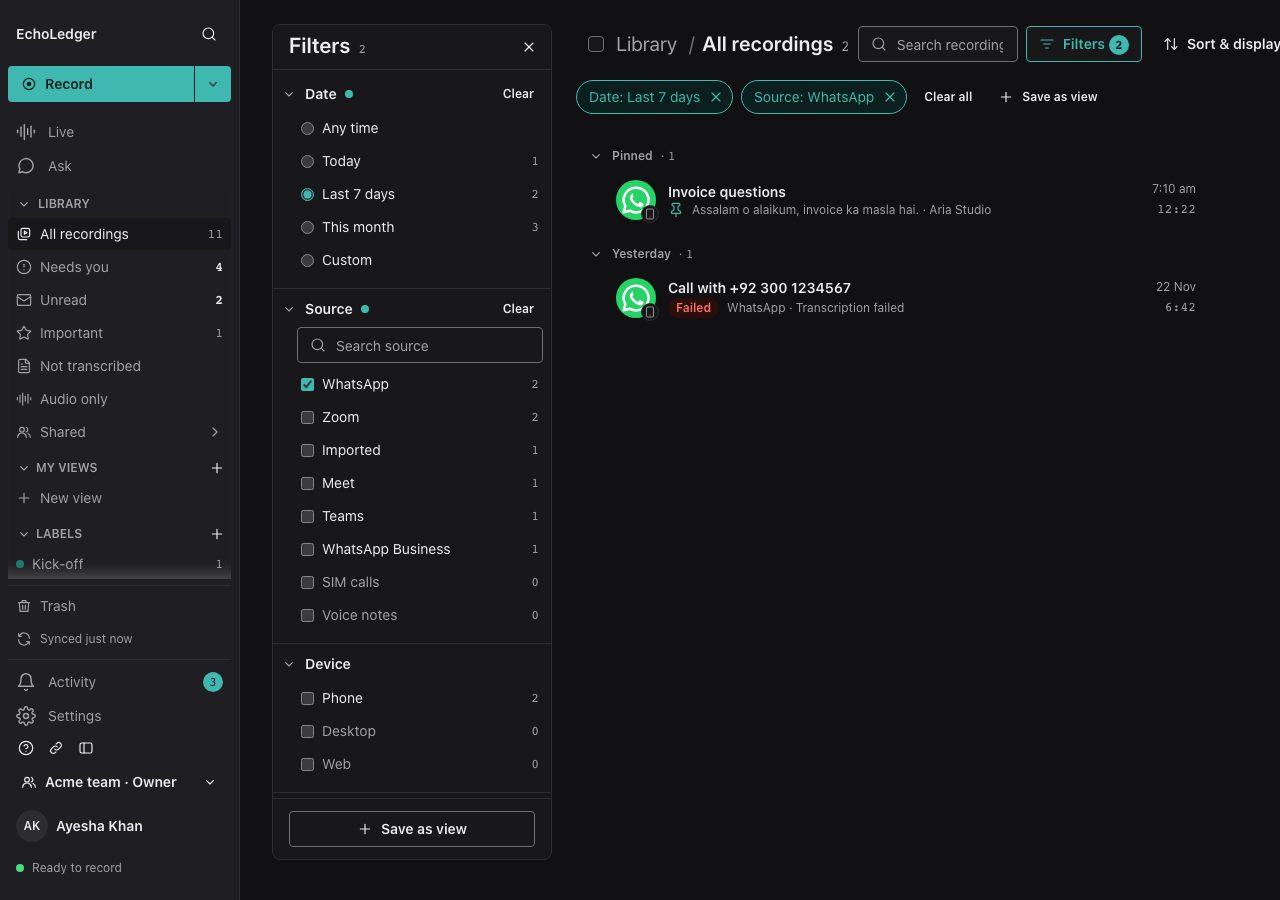 EchoLedger
Record
Live
Ask
LIBRARY
All recordings 11
Needs you 4
Unread 2
Important 1
Not transcribed
Audio only
Shared
MY VIEWS
New view
LABELS
Kick-off 1
Trash
Synced just now
Activity 3
Settings
Acme team · Owner
AK Ayesha Khan
Ready to record
Filters 2
Date Clear
Any time
Today 1
Last 7 days 2
This month 3
Custom
Source Clear
Search source
WhatsApp 2
Zoom 2
Imported 1
Meet 1
Teams 1
WhatsApp Business 1
SIM calls 0
Voice notes 0
Device
Phone 2
Desktop 0
Web 0
Save as view
Library / All recordings 2 Search recording Filters 2 Sort & display
Date: Last 7 days Source: WhatsApp Clear all Save as view
Pinned · 1
Invoice questions 7:10 am
Assalam o alaikum, invoice ka masla hai. · Aria Studio 12:22
Yesterday · 1
Call with +92 300 1234567 22 Nov
Failed WhatsApp · Transcription failed 6:42